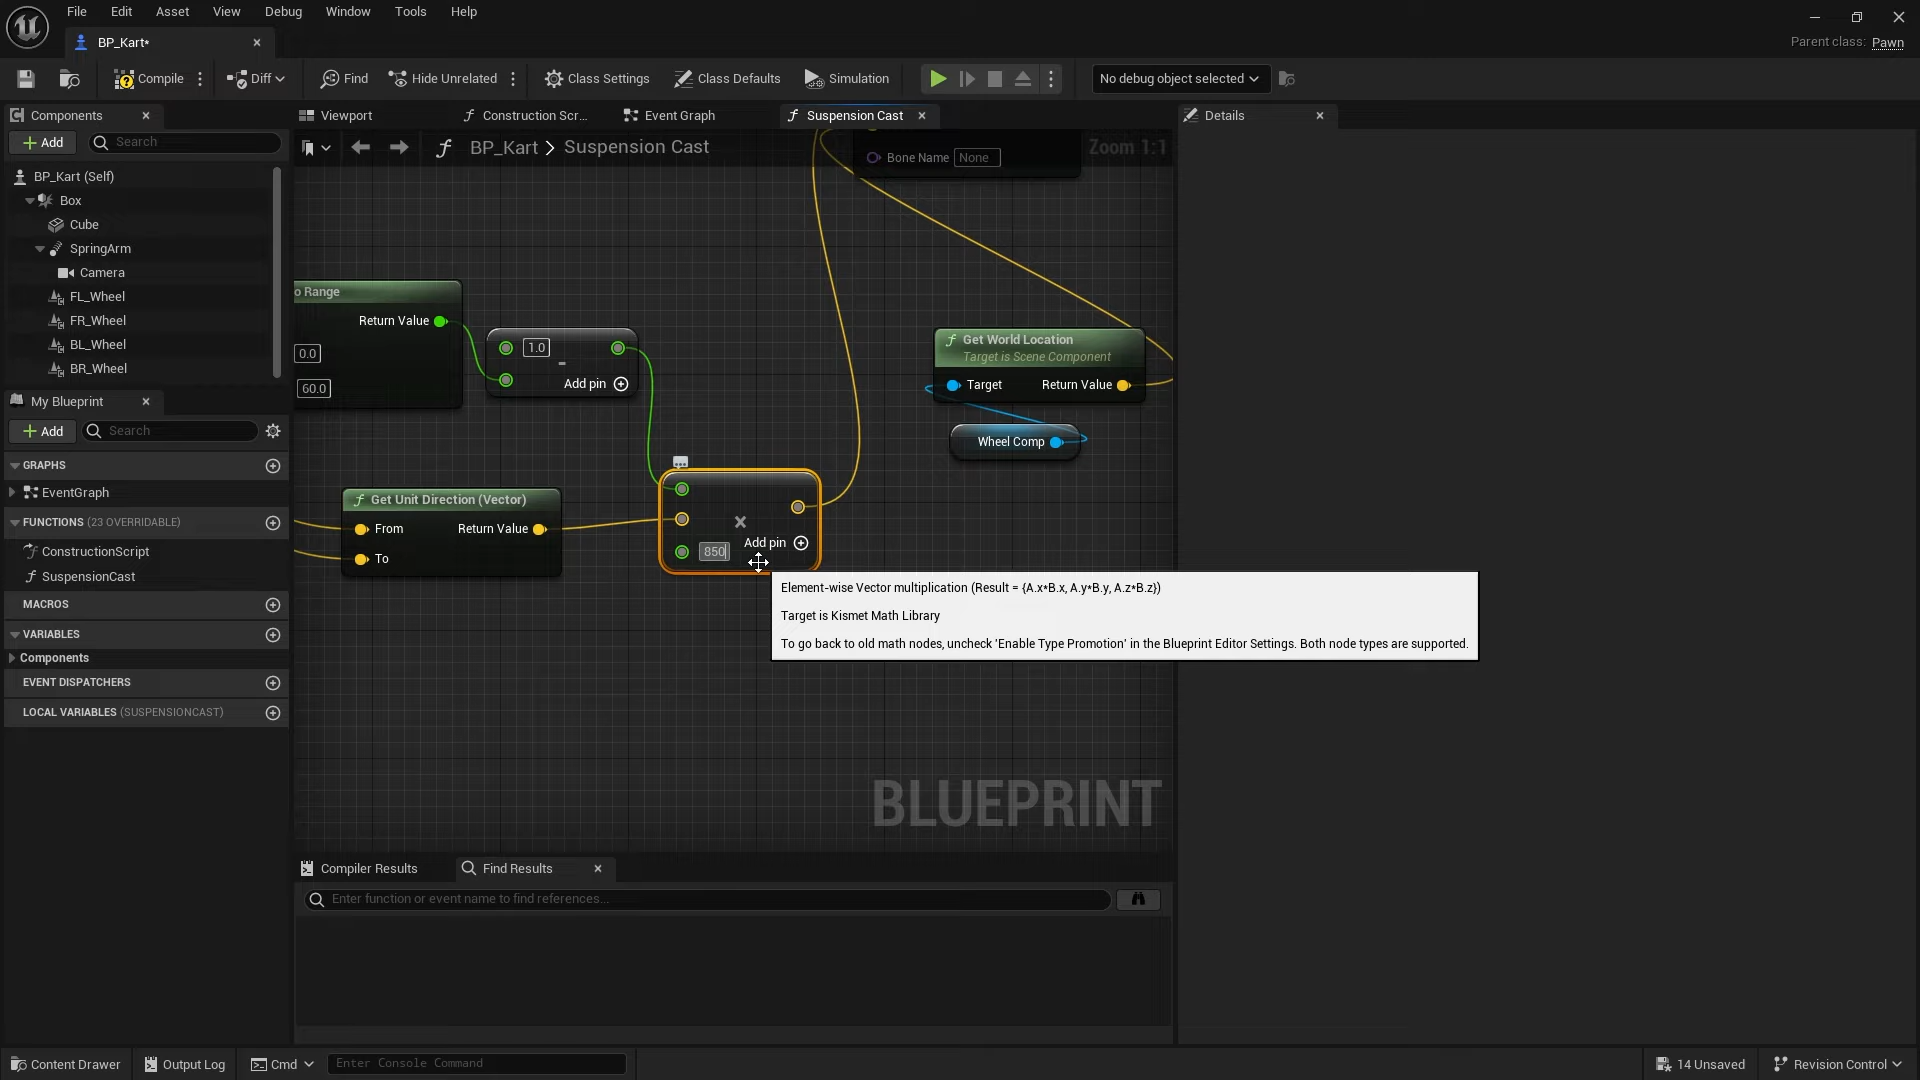 File Edit Asset View Debug Window Tools Help
BP_Kart*
Parent class: Pawn
Compile Diff Find Hide Unrelated Class Settings Class Defaults Simulation No debug object selected
Components
Add Search
BP_Kart (Self)
Box
Cube
SpringArm
Camera
FL_Wheel
FR_Wheel
BL_Wheel
BR_Wheel
My Blueprint
Add Search
GRAPHS
EventGraph
FUNCTIONS (23 OVERRIDABLE)
ConstructionScript
SuspensionCast
MACROS
VARIABLES
Components
EVENT DISPATCHERS
LOCAL VARIABLES (SUSPENSIONCAST)
Viewport Construction Scr... Event Graph Suspension Cast
BP_Kart > Suspension Cast
Zoom 1:1
Bone Name None
o Range
Return Value
0.0
60.0
1.0
Add pin
Get World Location
Target is Scene Component
Target Return Value
Wheel Comp
Get Unit Direction (Vector)
From Return Value
To
850
Add pin
Element-wise Vector multiplication (Result = {A.x*B.x, A.y*B.y, A.z*B.z})
Target is Kismet Math Library
To go back to old math nodes, uncheck 'Enable Type Promotion' in the Blueprint Editor Settings. Both node types are supported.
BLUEPRINT
Compiler Results Find Results
Enter function or event name to find references...
Details
Content Drawer Output Log Cmd Enter Console Command 14 Unsaved Revision Control